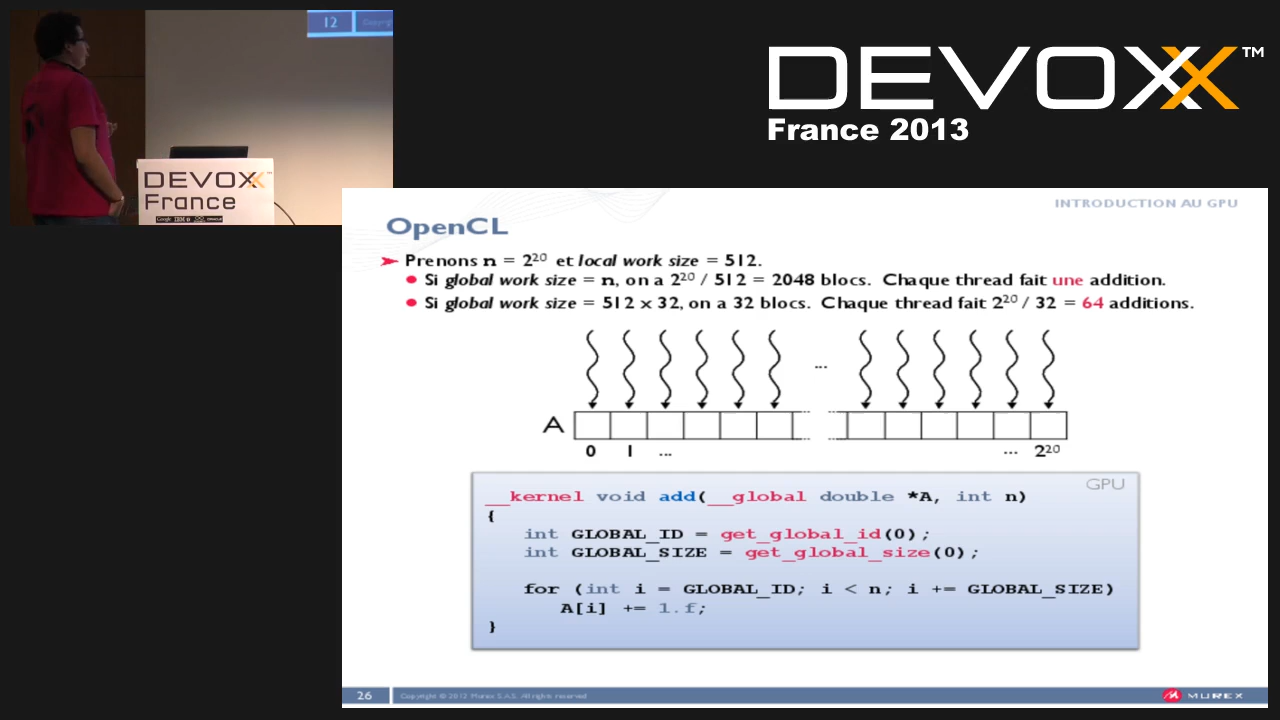 12
DEVOXX™
France 2013
DEVOXX
France
INTRODUCTION AU GPU
OpenCL
Prenons n = 2²⁰ et local work size = 512.
Si global work size = n, on a 2²⁰ / 512 = 2048 blocs. Chaque thread fait une addition.
Si global work size = 512 x 32, on a 32 blocs. Chaque thread fait 2²⁰ / 32 = 64 additions.
...
A
0 1 ... ... 2²⁰
GPU
__kernel void add(__global double *A, int n)
{
int GLOBAL_ID = get_global_id(0);
int GLOBAL_SIZE = get_global_size(0);
for (int i = GLOBAL_ID; i < n; i += GLOBAL_SIZE)
A[i] += 1.f;
}
26 Copyright © 2012 Murex S.A.S. All rights reserved
MUREX